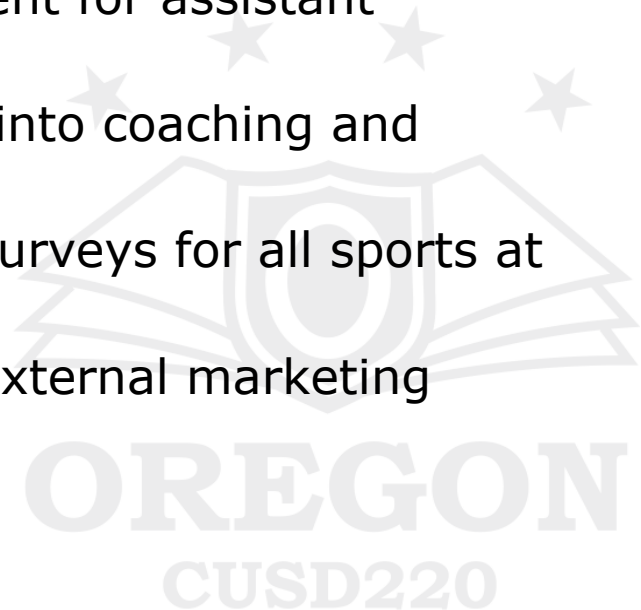 ent for assistant
into coaching and
urveys for all sports at
xternal marketing
OREGON
CUSD220